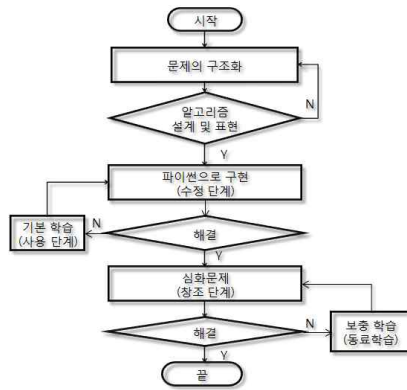 시작
문제의 구조화
N
알고리즘
설계 및 표현
Y
파이썬으로 구현
(수정 단계)
기본 학습
(사용 단계)
N
해결
Y
심화문제
(창조 단계)
해결
N
보충 학습
(동료학습)
Y
끝